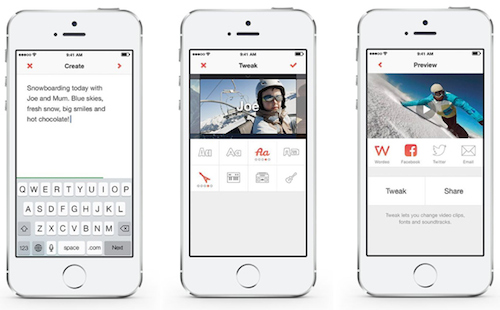 9:41 AM
Create
Snowboarding today with
Joe and Mum. Blue skies,
fresh snow, big smiles and
hot chocolate!
Q W E R T Y U I O P
A S D F G H J K L
Z X C V B N M
123 space .com Next
9:41 AM
Tweak
Joe
Aa Aa Aa Aa
9:41 AM
Preview
Facebook Twitter Email
Tweak Share
Tweak lets you change video clips,
fonts and soundtracks.